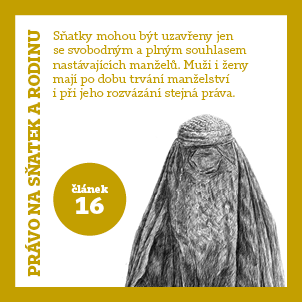 PRÁVO NA SŇATEK A RODINU
Sňatky mohou být uzavřeny jen
se svobodným a plným souhlasem
nastávajících manželů. Muži i ženy
mají po dobu trvání manželství
i při jeho rozvázání stejná práva.
článek
16